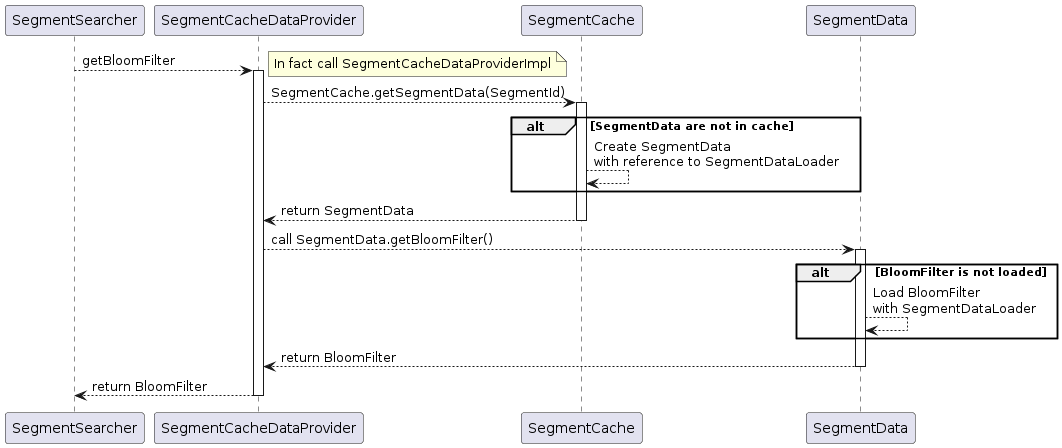 SegmentSearcher
SegmentCacheDataProvider
SegmentCache
SegmentData
getBloomFilter
In fact call SegmentCacheDataProviderImpl
SegmentCache.getSegmentData(SegmentId)
alt
[SegmentData are not in cache]
Create SegmentData
with reference to SegmentDataLoader
return SegmentData
call SegmentData.getBloomFilter()
alt
[BloomFilter is not loaded]
Load BloomFilter
with SegmentDataLoader
return BloomFilter
return BloomFilter
SegmentSearcher
SegmentCacheDataProvider
SegmentCache
SegmentData